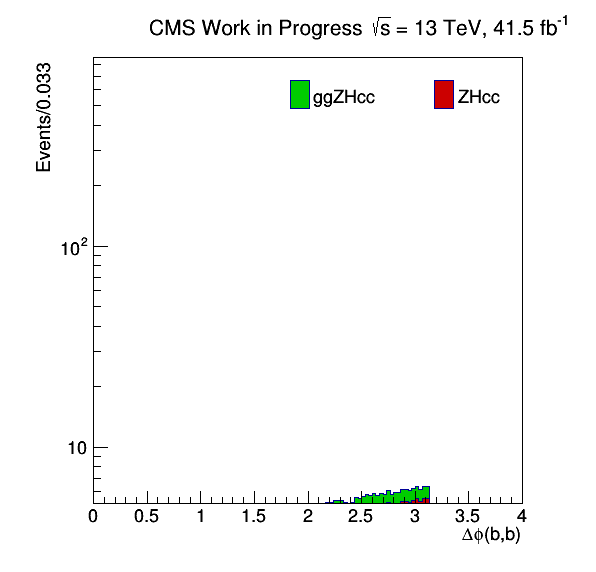 CMS Work in Progress √s = 13 TeV, 41.5 fb⁻¹
Events/0.033
ggZHcc ZHcc
10²
10
0 0.5 1 1.5 2 2.5 3 3.5 4
Δϕ(b,b)